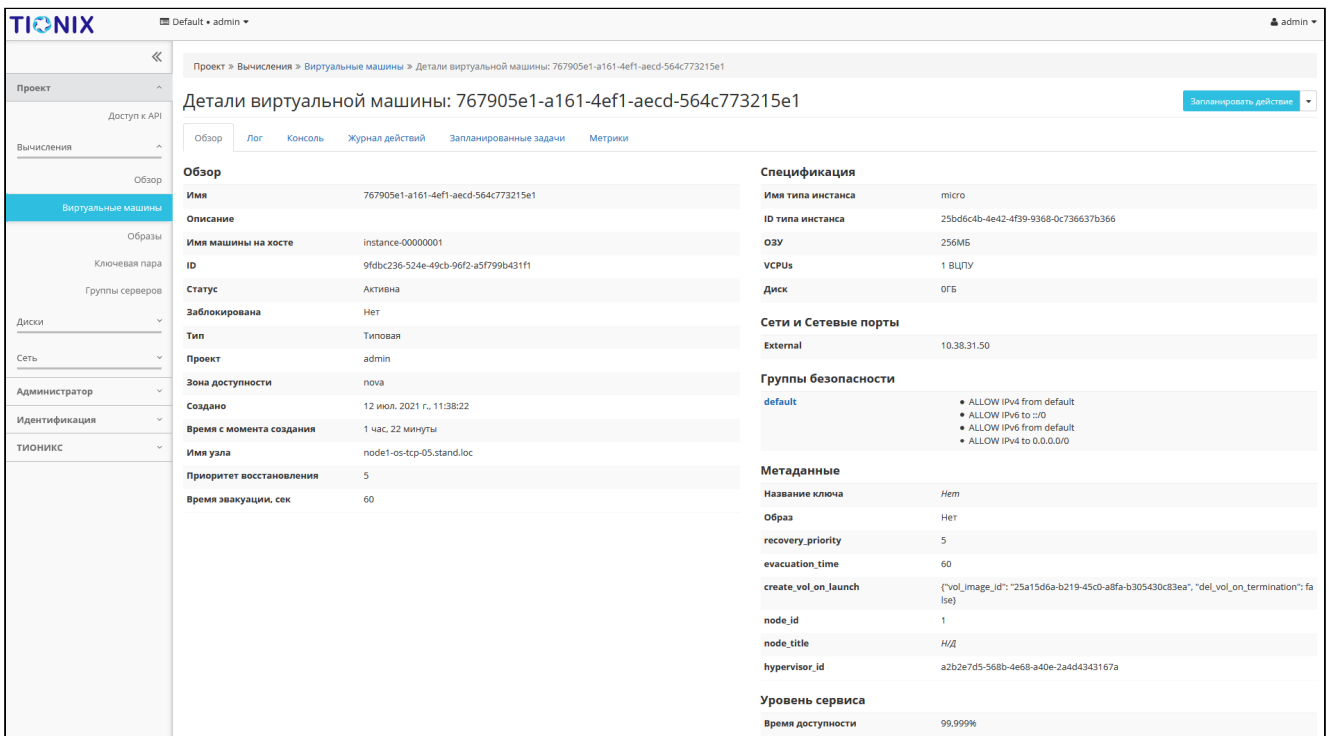 TIONIX
Default • admin
admin
Проект » Вычисления » Виртуальные машины » Детали виртуальной машины: 767905e1-a161-4ef1-aecd-564c773215e1
Проект
Доступ к API
Вычисления
Обзор
Виртуальные машины
Образы
Ключевая пара
Группы серверов
Диски
Сеть
Администратор
Идентификация
ТИОНИКС
Детали виртуальной машины: 767905e1-a161-4ef1-aecd-564c773215e1
Запланировать действие
Обзор Лог Консоль Журнал действий Запланированные задачи Метрики
Обзор
Имя 767905e1-a161-4ef1-aecd-564c773215e1
Описание
Имя машины на хосте instance-00000001
ID 9fdbc236-524e-49cb-96f2-a5f799b431f1
Статус Активна
Заблокирована Нет
Тип Типовая
Проект admin
Зона доступности nova
Создано 12 июл. 2021 г., 11:38:22
Время с момента создания 1 час, 22 минуты
Имя узла node1-os-tcp-05.stand.loc
Приоритет восстановления 5
Время эвакуации, сек 60
Спецификация
Имя типа инстанса micro
ID типа инстанса 25bd6c4b-4e42-4f39-9368-0c736637b366
ОЗУ 256МБ
VCPUs 1 ВЦПУ
Диск 0ГБ
Сети и Сетевые порты
External 10.38.31.50
Группы безопасности
default • ALLOW IPv4 from default
• ALLOW IPv6 to ::/0
• ALLOW IPv6 from default
• ALLOW IPv4 to 0.0.0.0/0
Метаданные
Название ключа Нет
Образ Нет
recovery_priority 5
evacuation_time 60
create_vol_on_launch {"vol_image_id": "25a15d6a-b219-45c0-a8fa-b305430c83ea", "del_vol_on_termination": fa
lse}
node_id 1
node_title Н/Д
hypervisor_id a2b2e7d5-568b-4e68-a40e-2a4d4343167a
Уровень сервиса
Время доступности 99,999%